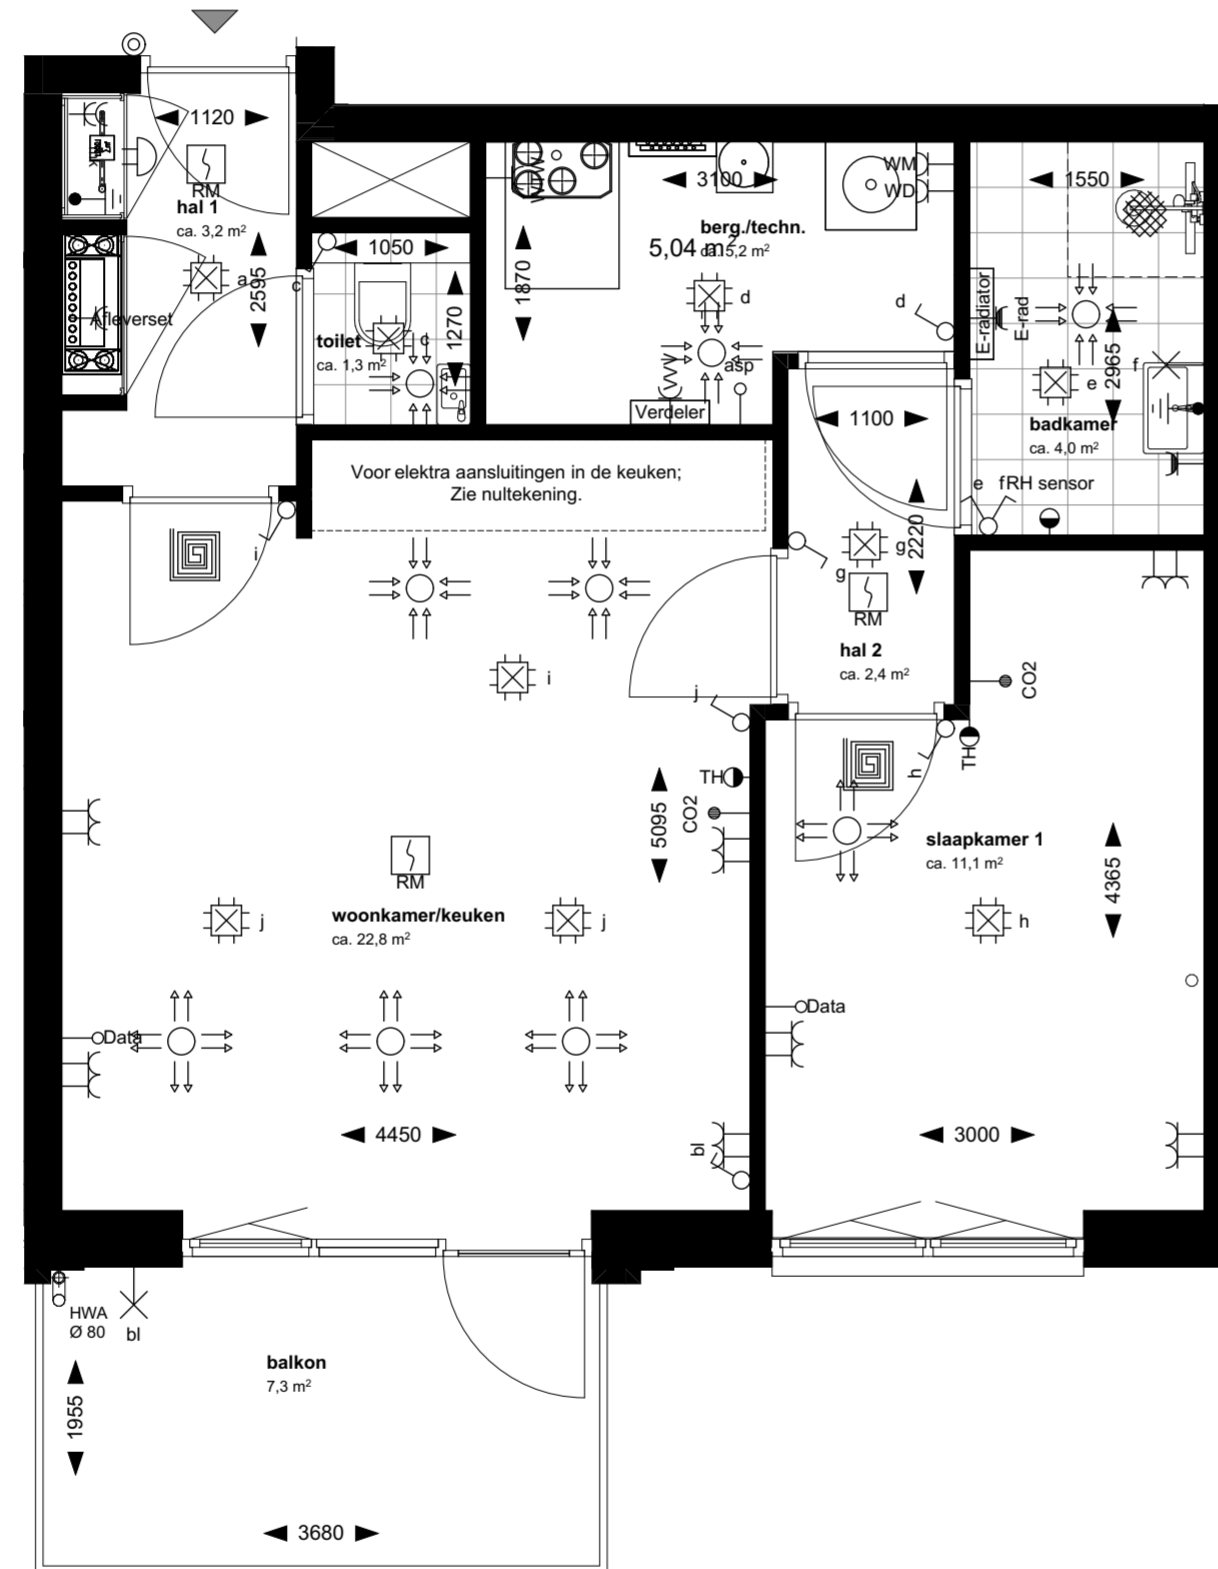 1120
RM
hal 1
ca. 3,2 m²
a
2595
Afleverset
c
1050
toilet
ca. 1,3 m²
c
1270
1870
3100
berg./techn.
5,04 m²
ca. 5,2 m²
d
WM
WD
d
asp
VVV
Verdeler
1550
E-radiator
E-rad
2965
f
e
badkamer
ca. 4,0 m²
e
fRH sensor
1100
2220
g
g
RM
hal 2
ca. 2,4 m²
Voor elektra aansluitingen in de keuken;
Zie nultekening.
i
i
j
TH
CO2
5095
RM
woonkamer/keuken
ca. 22,8 m²
j
j
Data
4450
bl
h
TH
CO2
slaapkamer 1
ca. 11,1 m²
4365
h
Data
3000
HWA
Ø 80
bl
balkon
7,3 m²
1955
3680